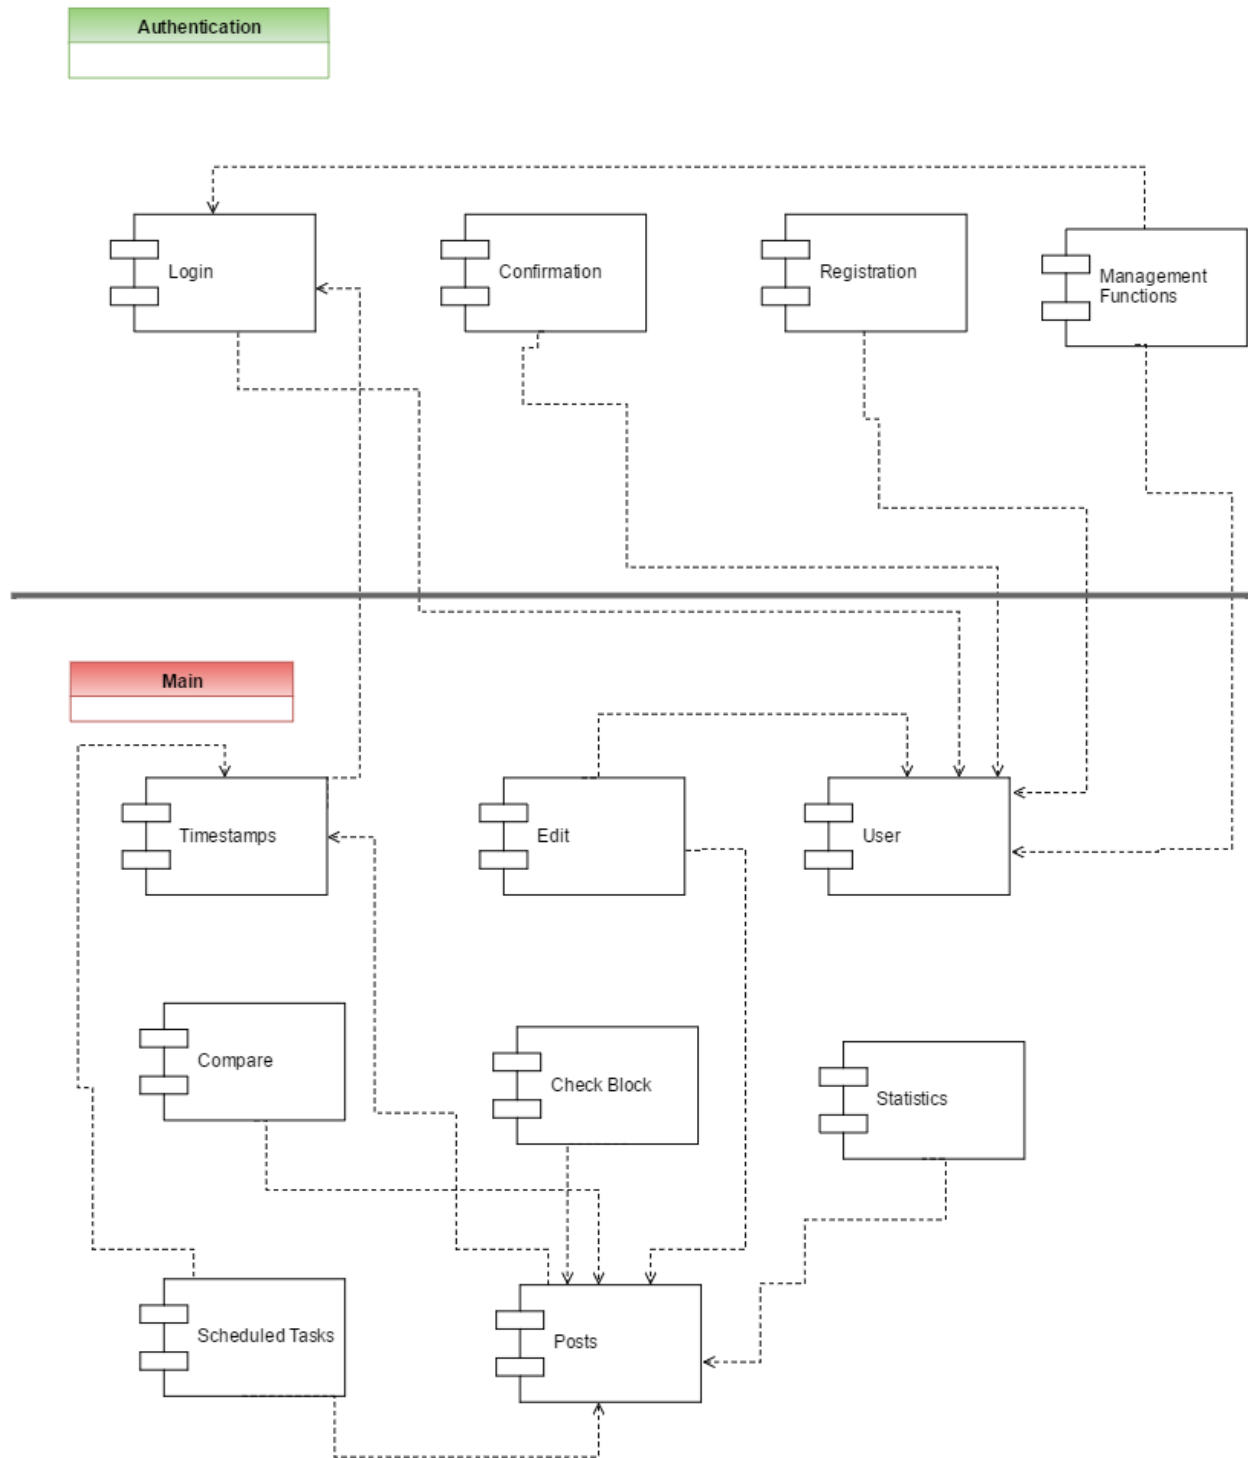 Authentication
Login
Confirmation
Registration
Management
Functions
Main
Timestamps
Edit
User
Compare
Check Block
Statistics
Scheduled Tasks
Posts